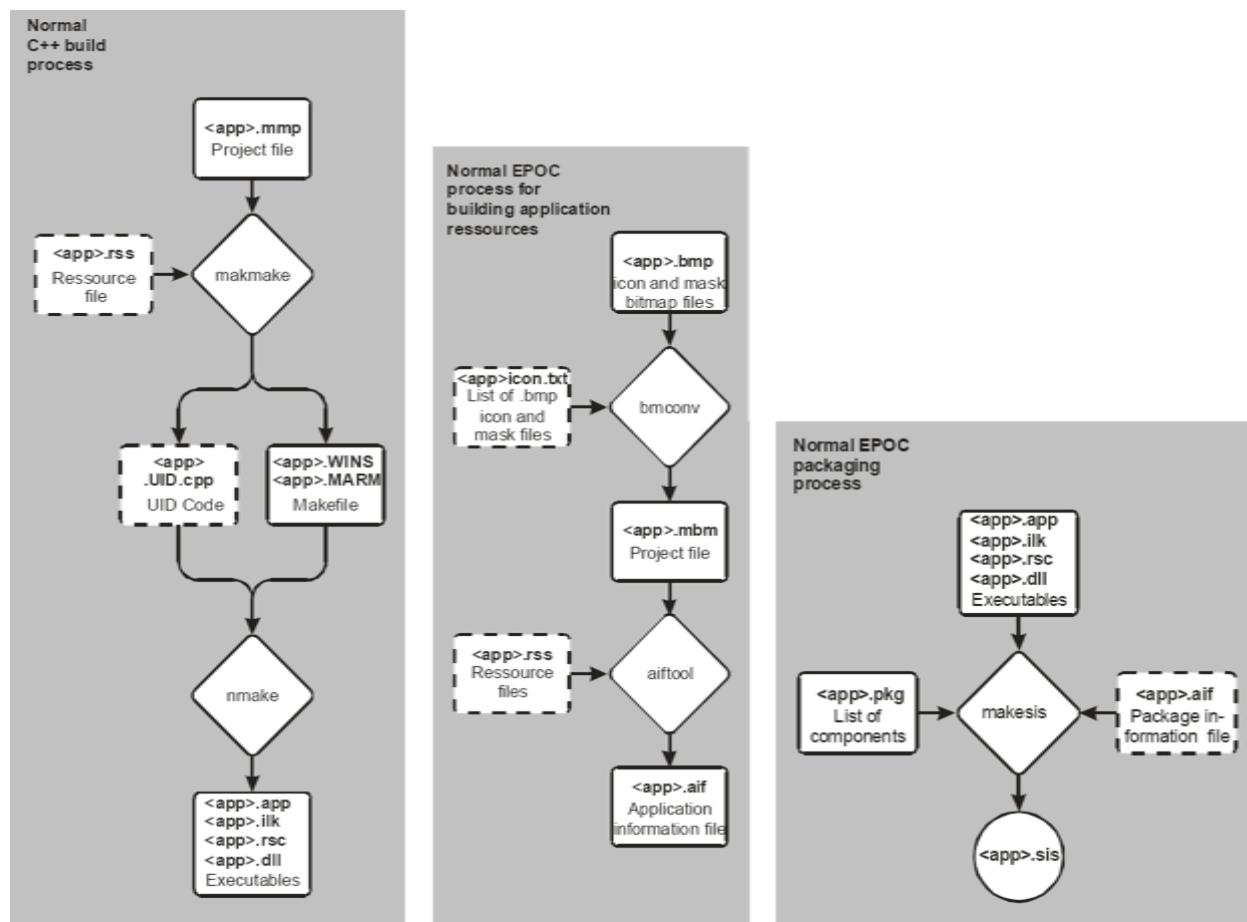 Normal
C++ build
process
<app>.mmp
Project file
<app>.rss
Ressource
file
makmake
<app>
.UID.cpp
UID Code
<app>.WINS
<app>.MARM
Makefile
nmake
<app>.app
<app>.ilk
<app>.rsc
<app>.dll
Executables
Normal EPOC
process for
building application
ressources
<app>.bmp
icon and mask
bitmap files
<app>icon.txt
List of .bmp
icon and
mask files
bmconv
<app>.mbm
Project file
<app>.rss
Ressource
files
aiftool
<app>.aif
Application
information file
Normal EPOC
packaging
process
<app>.app
<app>.ilk
<app>.rsc
<app>.dll
Executables
<app>.pkg
List of
components
makesis
<app>.aif
Package in-
formation file
<app>.sis